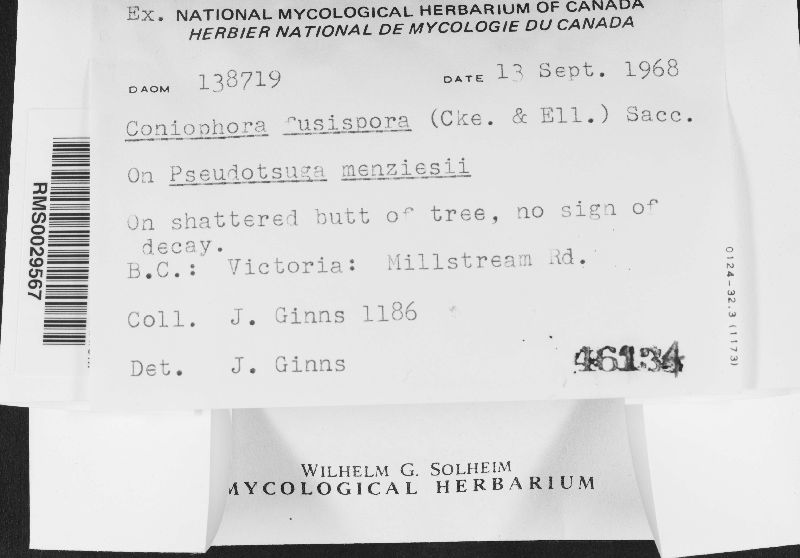 Ex. NATIONAL MYCOLOGICAL HERBARIUM OF CANADA
HERBIER NATIONAL DE MYCOLOGIE DU CANADA
DAOM 138719 DATE 13 Sept. 1968
Coniophora fusispora (Cke. & Ell.) Sacc.
On Pseudotsuga menziesii
On shattered butt of tree, no sign of
decay.
B.C.: Victoria: Millstream Rd.
Coll. J. Ginns 1186
Det. J. Ginns
46134
RMS0029567
0124-32.3 (1173)
WILHELM G. SOLHEIM
MYCOLOGICAL HERBARIUM